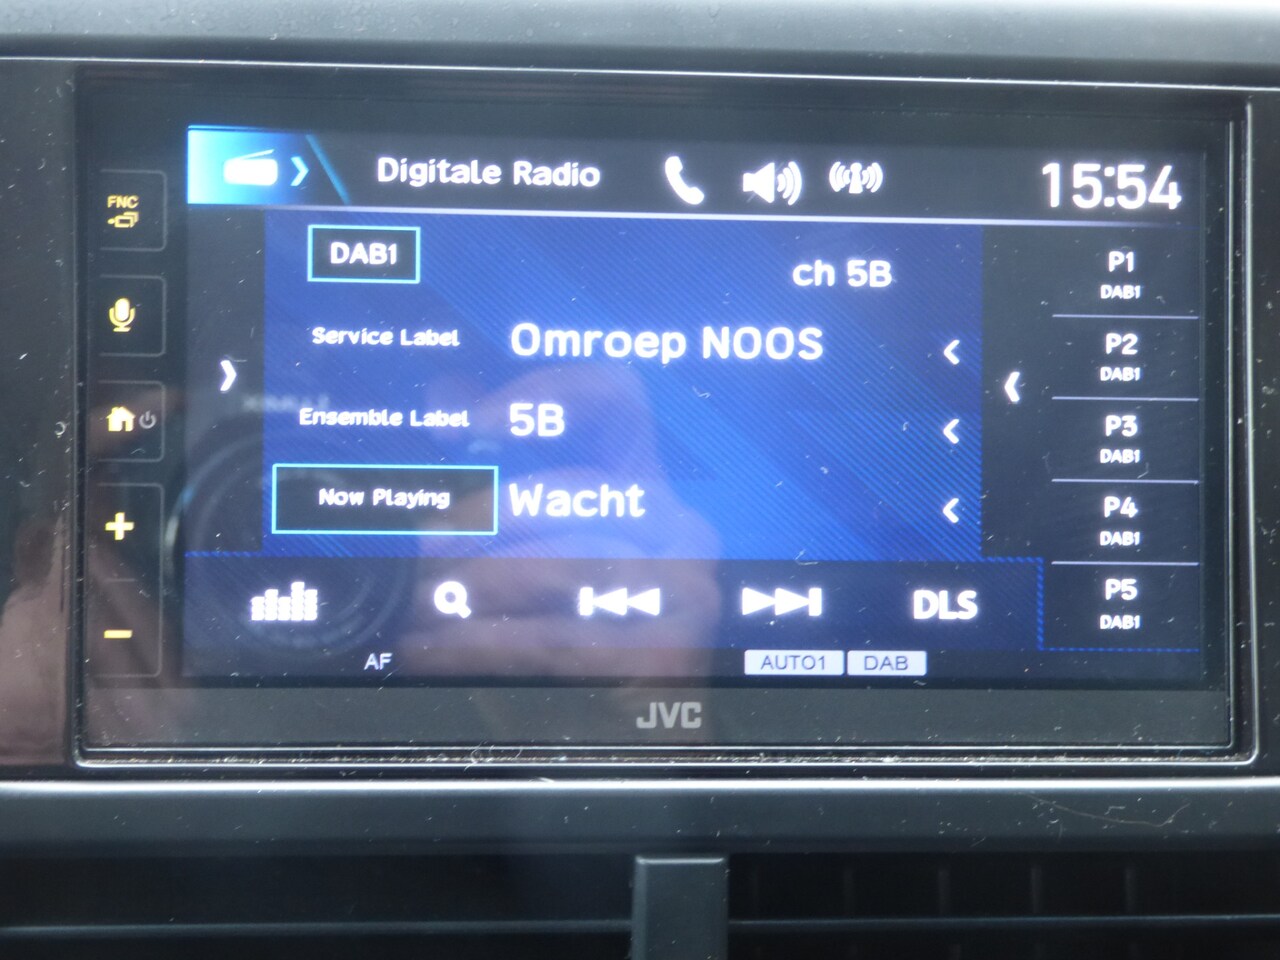 Digitale Radio
15:54
FNC
DAB1
ch 5B
Service Label Omroep NOOS
Ensemble Label 5B
Now Playing Wacht
P1
DAB1
P2
DAB1
P3
DAB1
P4
DAB1
P5
DAB1
DLS
AF
AUTO1 DAB
JVC